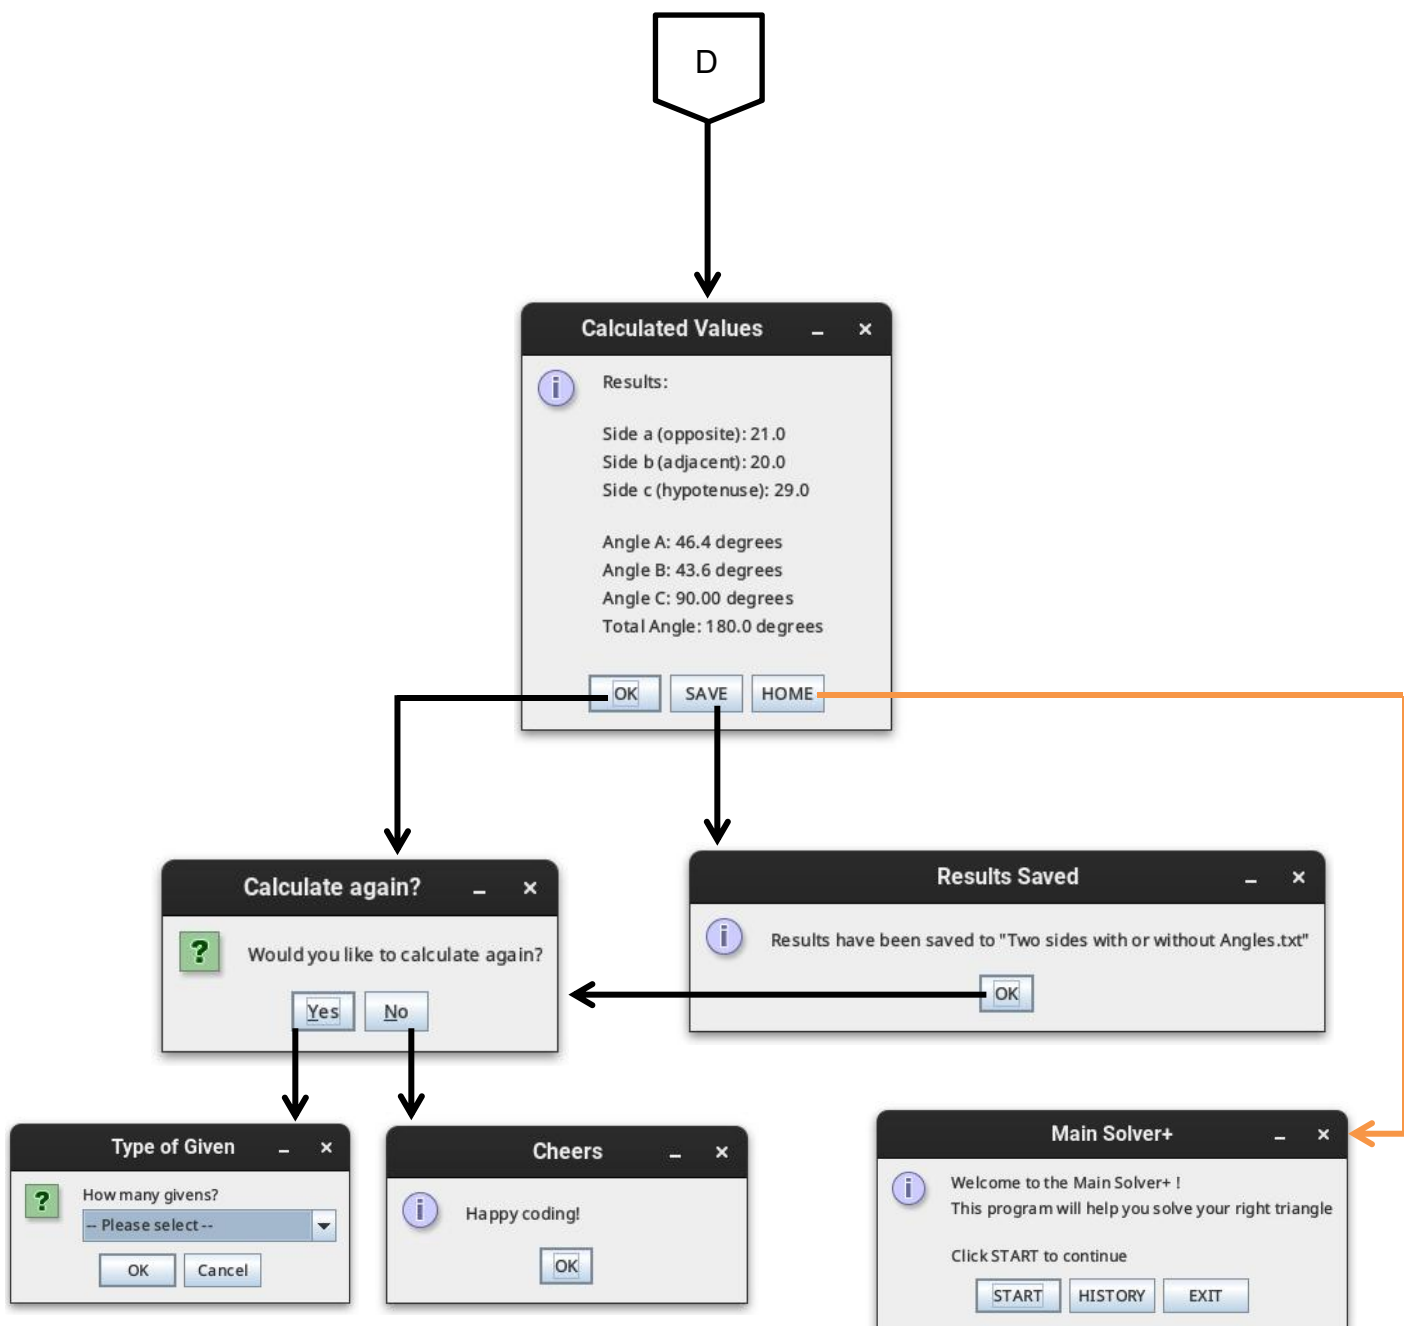 D
Calculated Values
Results:
Side a (opposite): 21.0
Side b (adjacent): 20.0
Side c (hypotenuse): 29.0
Angle A: 46.4 degrees
Angle B: 43.6 degrees
Angle C: 90.00 degrees
Total Angle: 180.0 degrees
OK SAVE HOME
Calculate again?
Would you like to calculate again?
Yes No
Results Saved
Results have been saved to "Two sides with or without Angles.txt"
OK
Type of Given
How many givens?
-- Please select --
OK Cancel
Cheers
Happy coding!
OK
Main Solver+
Welcome to the Main Solver+ !
This program will help you solve your right triangle
Click START to continue
START HISTORY EXIT